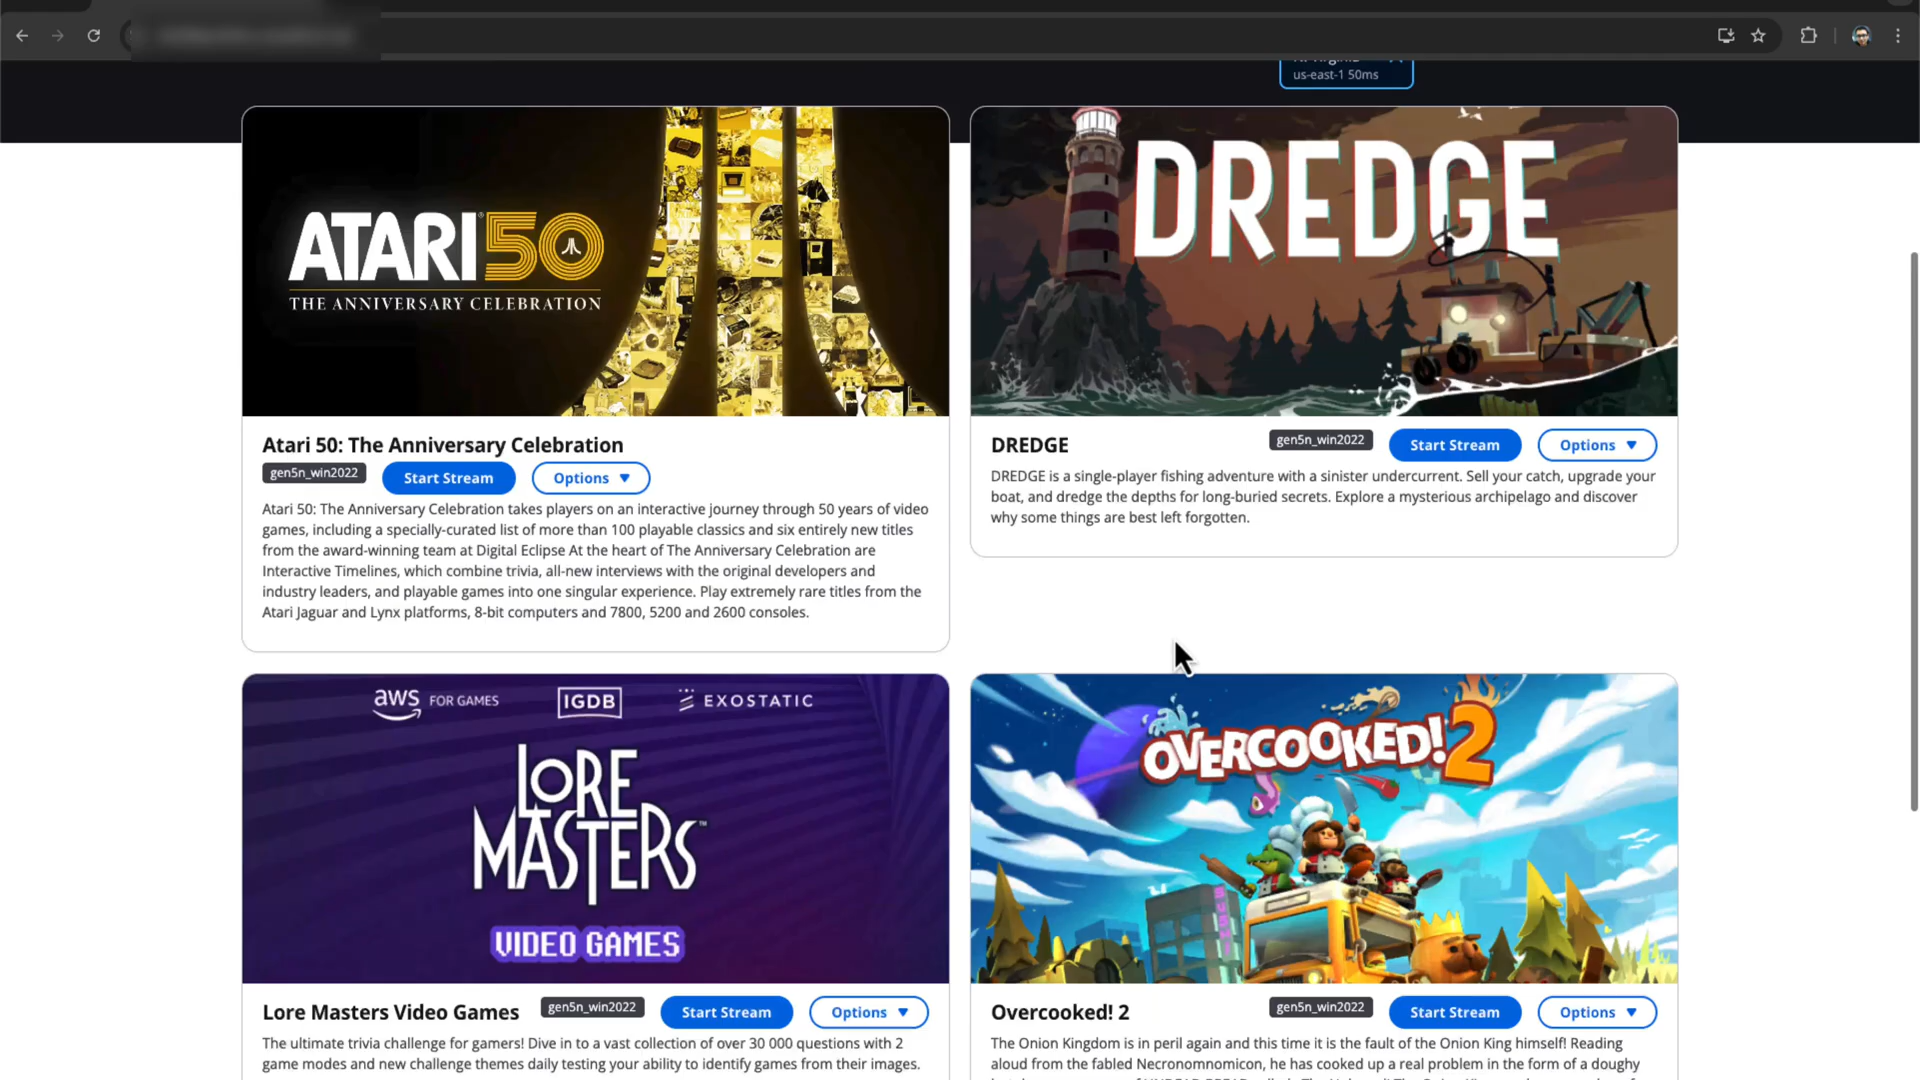 us-east-1 50ms
ATARI 50
THE ANNIVERSARY CELEBRATION
DREDGE
Atari 50: The Anniversary Celebration
gen5n_win2022
Start Stream
Options
Atari 50: The Anniversary Celebration takes players on an interactive journey through 50 years of video
games, including a specially-curated list of more than 100 playable classics and six entirely new titles
from the award-winning team at Digital Eclipse At the heart of The Anniversary Celebration are
Interactive Timelines, which combine trivia, all-new interviews with the original developers and
industry leaders, and playable games into one singular experience. Play extremely rare titles from the
Atari Jaguar and Lynx platforms, 8-bit computers and 7800, 5200 and 2600 consoles.
DREDGE
gen5n_win2022
Start Stream
Options
DREDGE is a single-player fishing adventure with a sinister undercurrent. Sell your catch, upgrade your
boat, and dredge the depths for long-buried secrets. Explore a mysterious archipelago and discover
why some things are best left forgotten.
aws FOR GAMES
IGDB
EXOSTATIC
LORE
MASTERS™
VIDEO GAMES
OVERCOOKED! 2
Lore Masters Video Games
gen5n_win2022
Start Stream
Options
The ultimate trivia challenge for gamers! Dive in to a vast collection of over 30 000 questions with 2
game modes and new challenge themes daily testing your ability to identify games from their images.
Overcooked! 2
gen5n_win2022
Start Stream
Options
The Onion Kingdom is in peril again and this time it is the fault of the Onion King himself! Reading
aloud from the fabled Necronomnomicon, he has cooked up a real problem in the form of a doughy